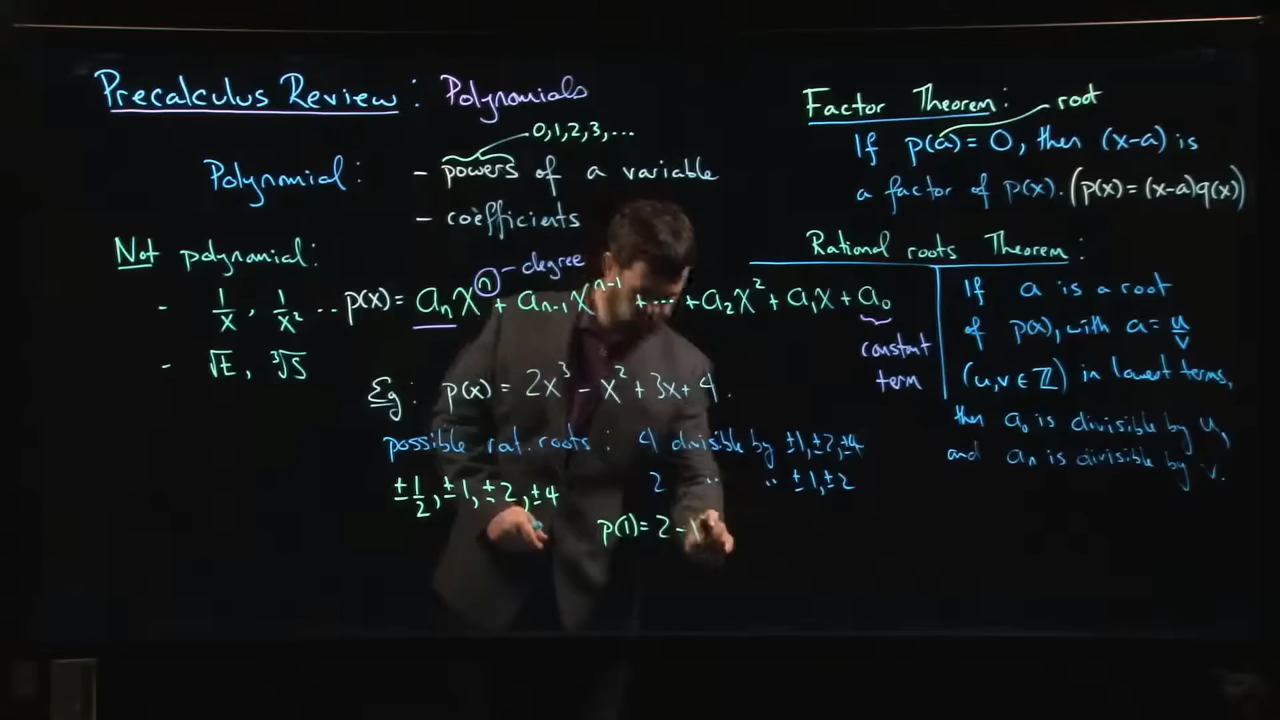 Precalculus Review: Polynomials
0,1,2,3,...
Polynomial: - powers of a variable
- coefficients
Not polynomial:
- 1/x, 1/x² ...
- √t, ∛5
degree
p(x) = aₙxⁿ + aₙ₋₁xⁿ⁻¹ + ... + a₂x² + a₁x + a₀
constant
term
Eg: p(x) = 2x³ - x² + 3x + 4.
possible rat. roots: 4 divisible by ±1, ±2, ±4
±1/2, ±1, ±2, ±4
2 " " ±1, ±2
p(1) = 2 - 1
Factor Theorem: root
If p(a) = 0, then (x-a) is
a factor of p(x). (p(x) = (x-a)q(x))
Rational roots Theorem:
If a is a root
of p(x), with a = u/v
(u,v ∈ ℤ) in lowest terms,
then a₀ is divisible by u,
and aₙ is divisible by v.